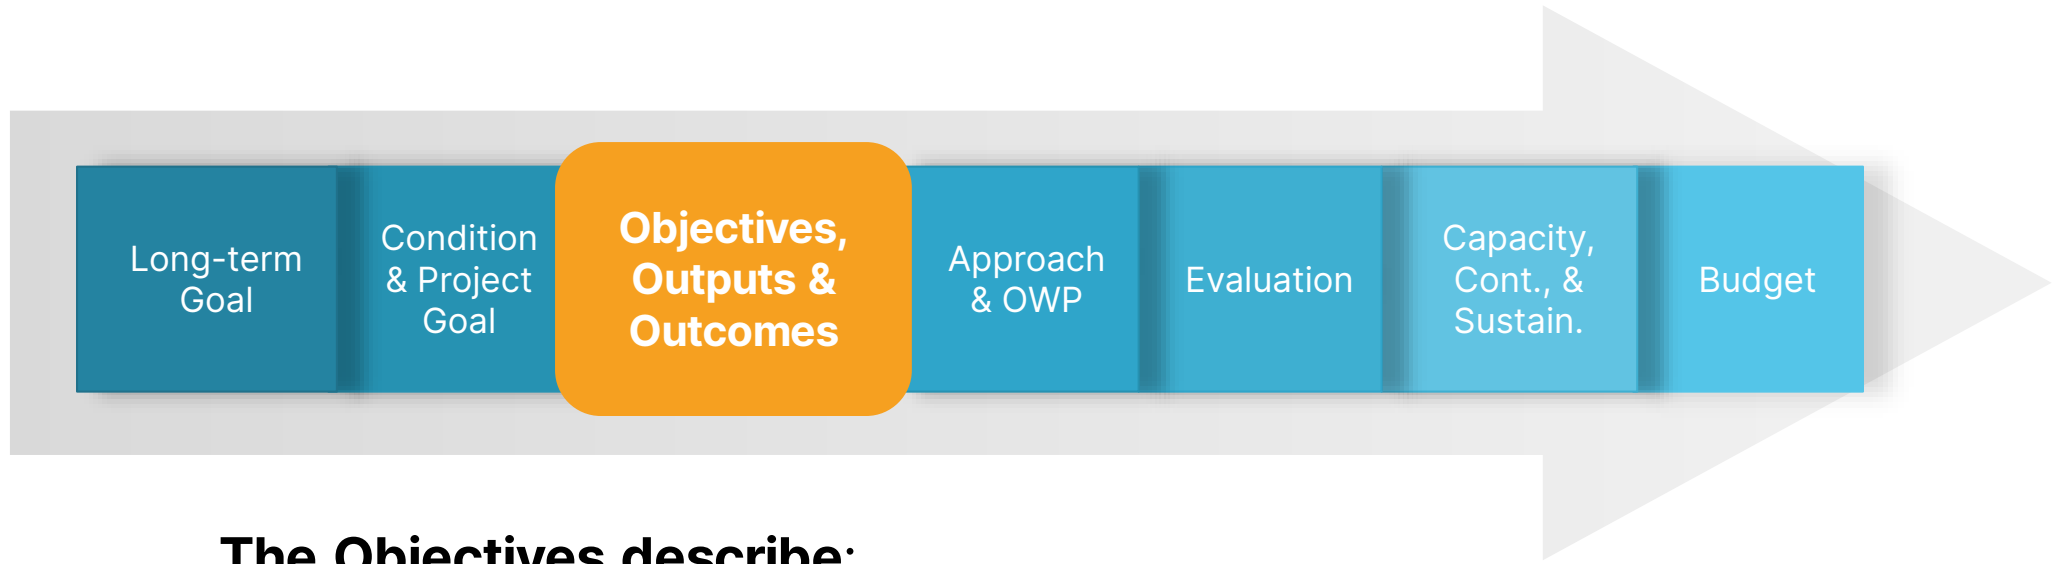 Long-term
Goal
Condition
& Project
Goal
Objectives,
Outputs &
Outcomes
Approach
& OWP
Evaluation
Capacity,
Cont., &
Sustain.
Budget
The Objectives describe: